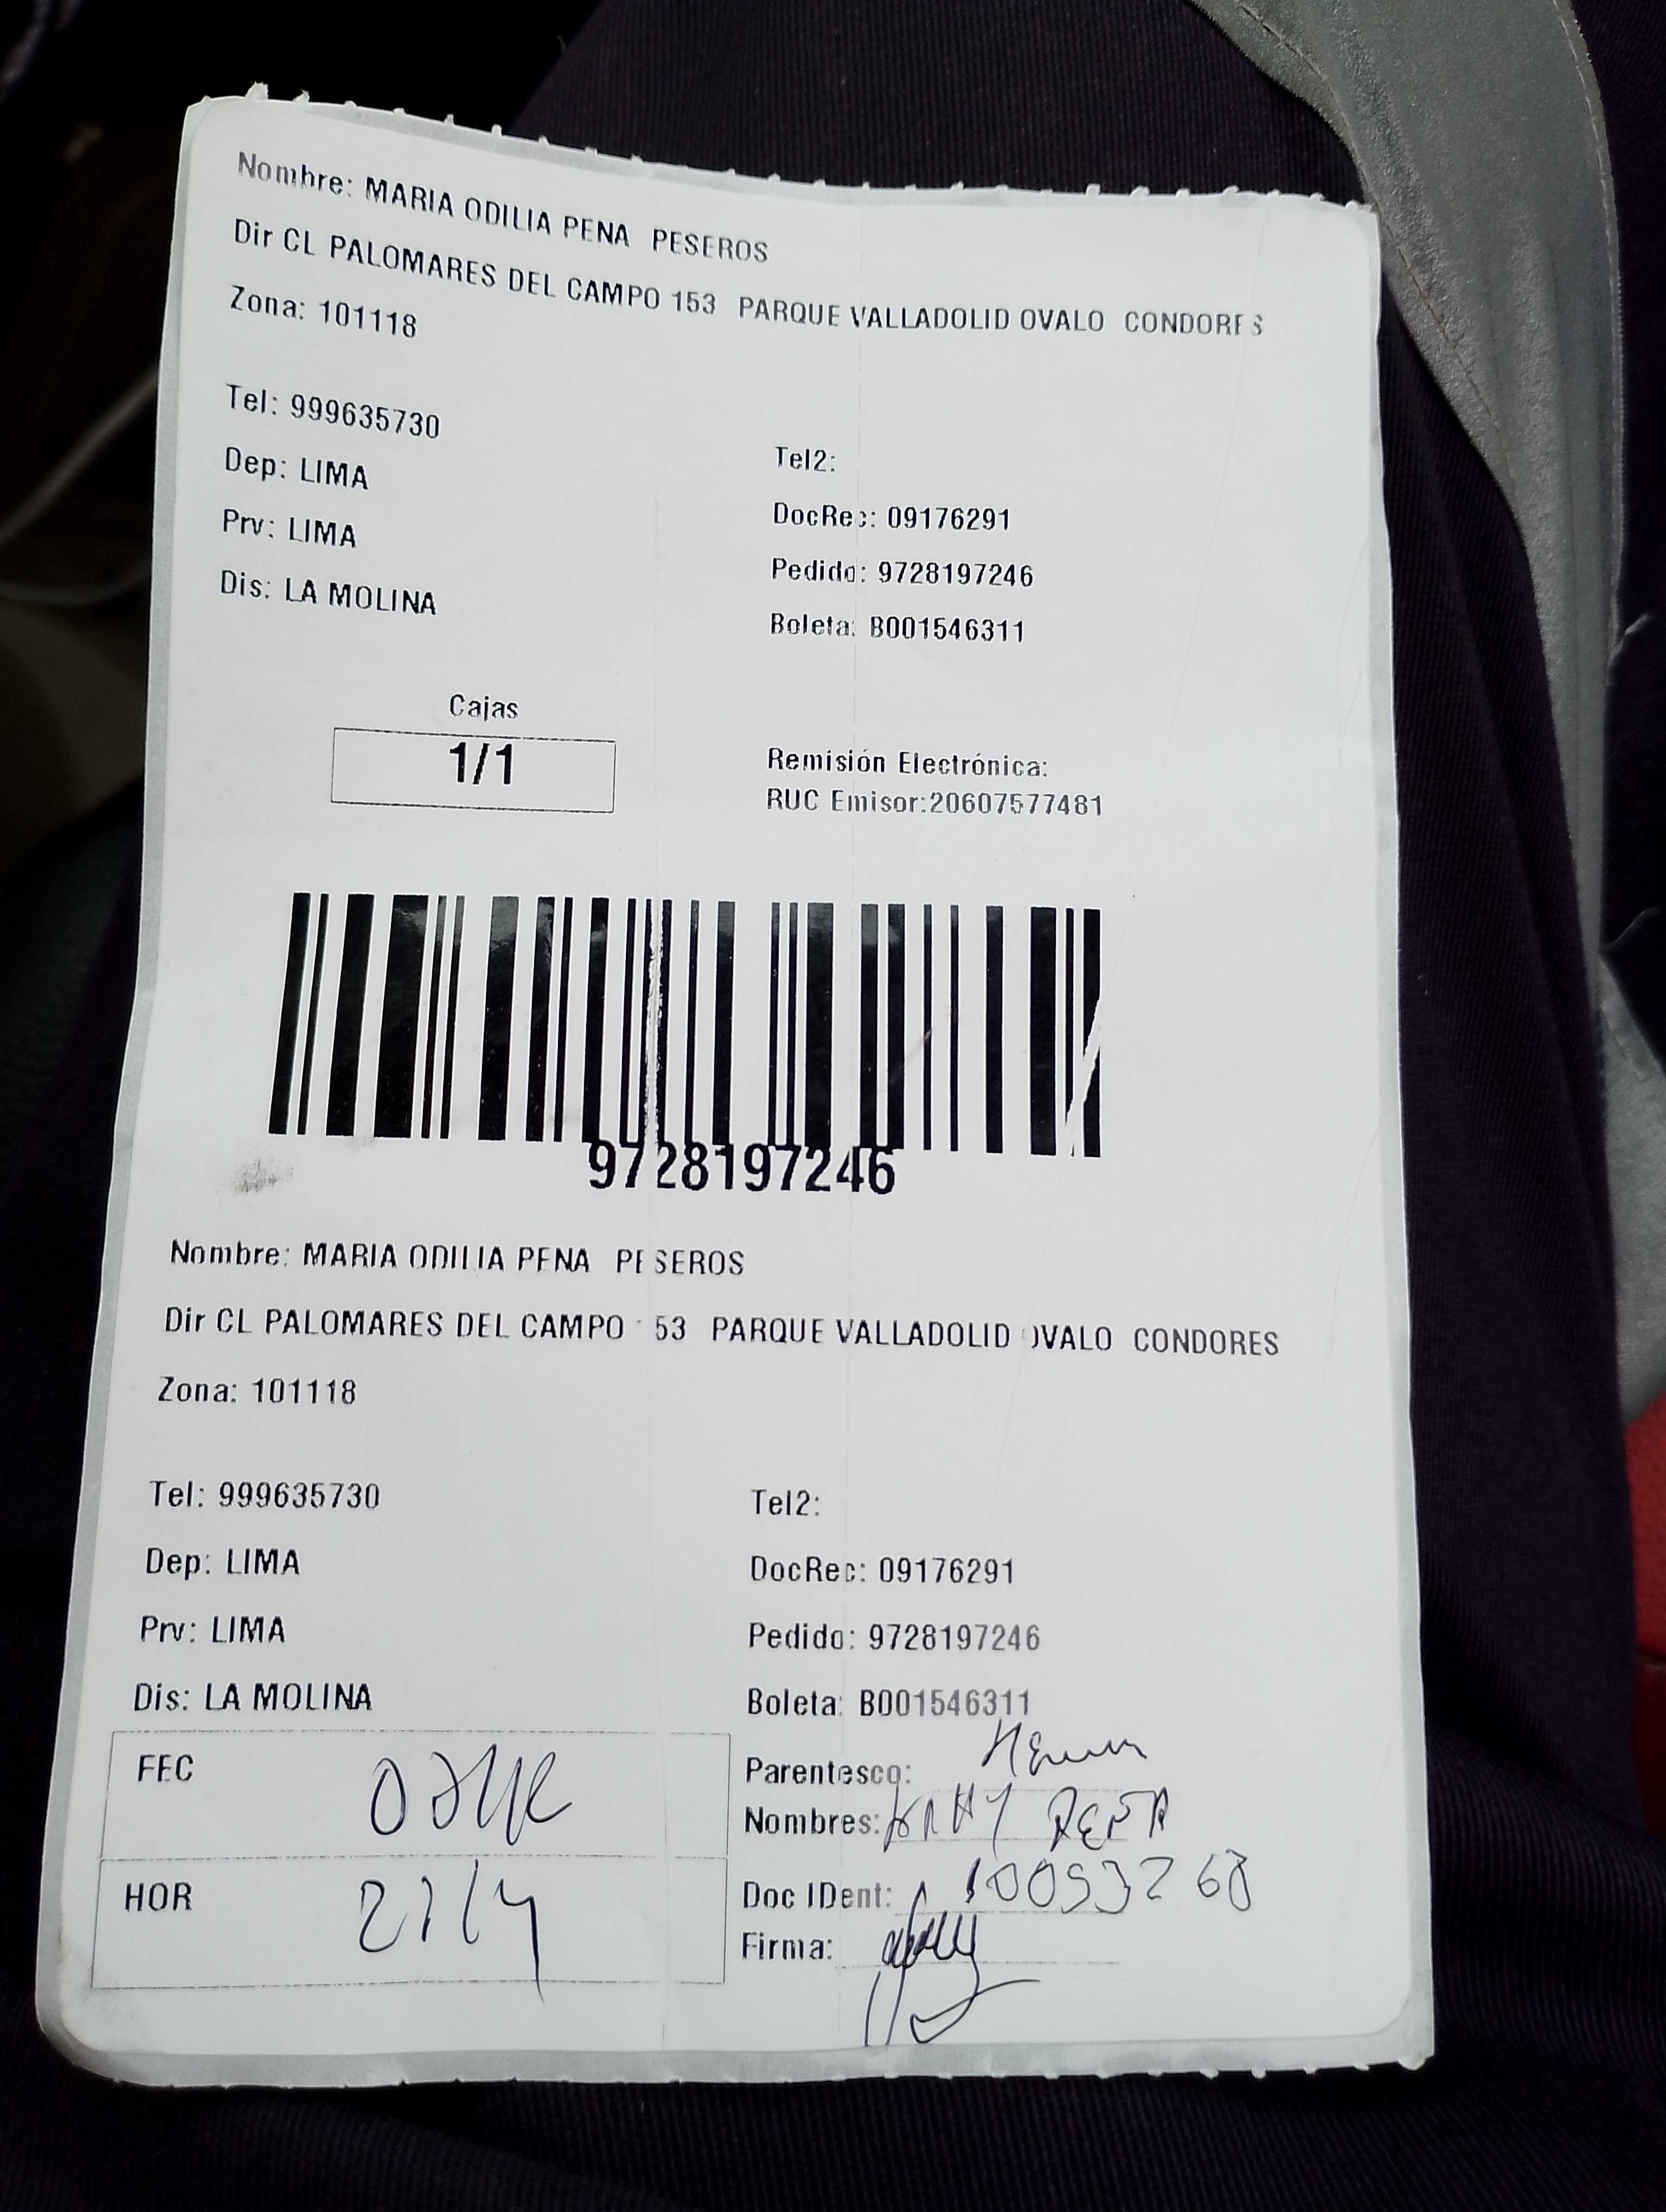 Nombre: MARIA ODILIA PENA PESEROS
Dir CL PALOMARES DEL CAMPO 153 PARQUE VALLADOLID OVALO CONDORES
Zona: 101118
Tel: 999635730
Tel2:
Dep: LIMA
DocRec: 09176291
Prv: LIMA
Pedido: 9728197246
Dis: LA MOLINA
Boleta: B001546311
Cajas
1/1
Remisión Electrónica:
RUC Emisor:20607577481
9728197246
Nombre: MARIA ODILIA PENA PESEROS
Dir CL PALOMARES DEL CAMPO 53 PARQUE VALLADOLID OVALO CONDORES
Zona: 101118
Tel: 999635730
Tel2:
Dep: LIMA
DocRec: 09176291
Prv: LIMA
Pedido: 9728197246
Dis: LA MOLINA
Boleta: B001546311
FEC
Parentesco:
Nombres:
HOR
Doc IDent:
Firma: